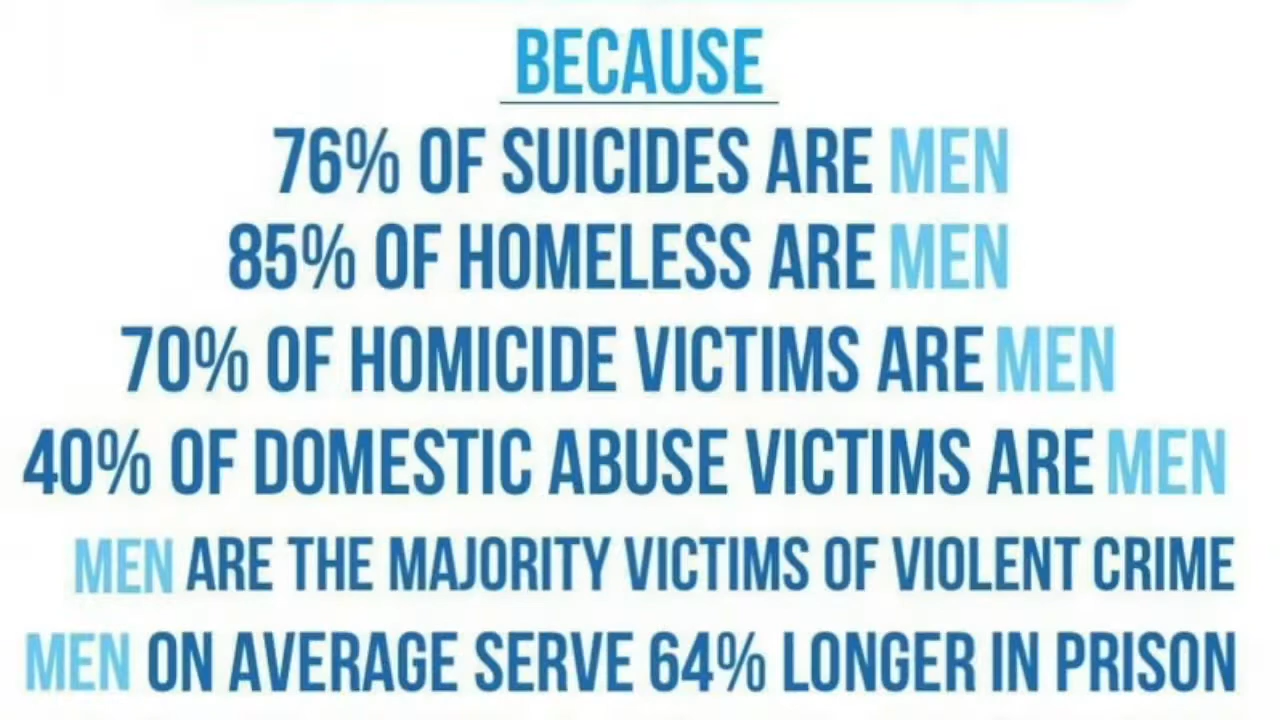 BECAUSE
76% OF SUICIDES ARE MEN
85% OF HOMELESS ARE MEN
70% OF HOMICIDE VICTIMS ARE MEN
40% OF DOMESTIC ABUSE VICTIMS ARE MEN
MEN ARE THE MAJORITY VICTIMS OF VIOLENT CRIME
MEN ON AVERAGE SERVE 64% LONGER IN PRISON